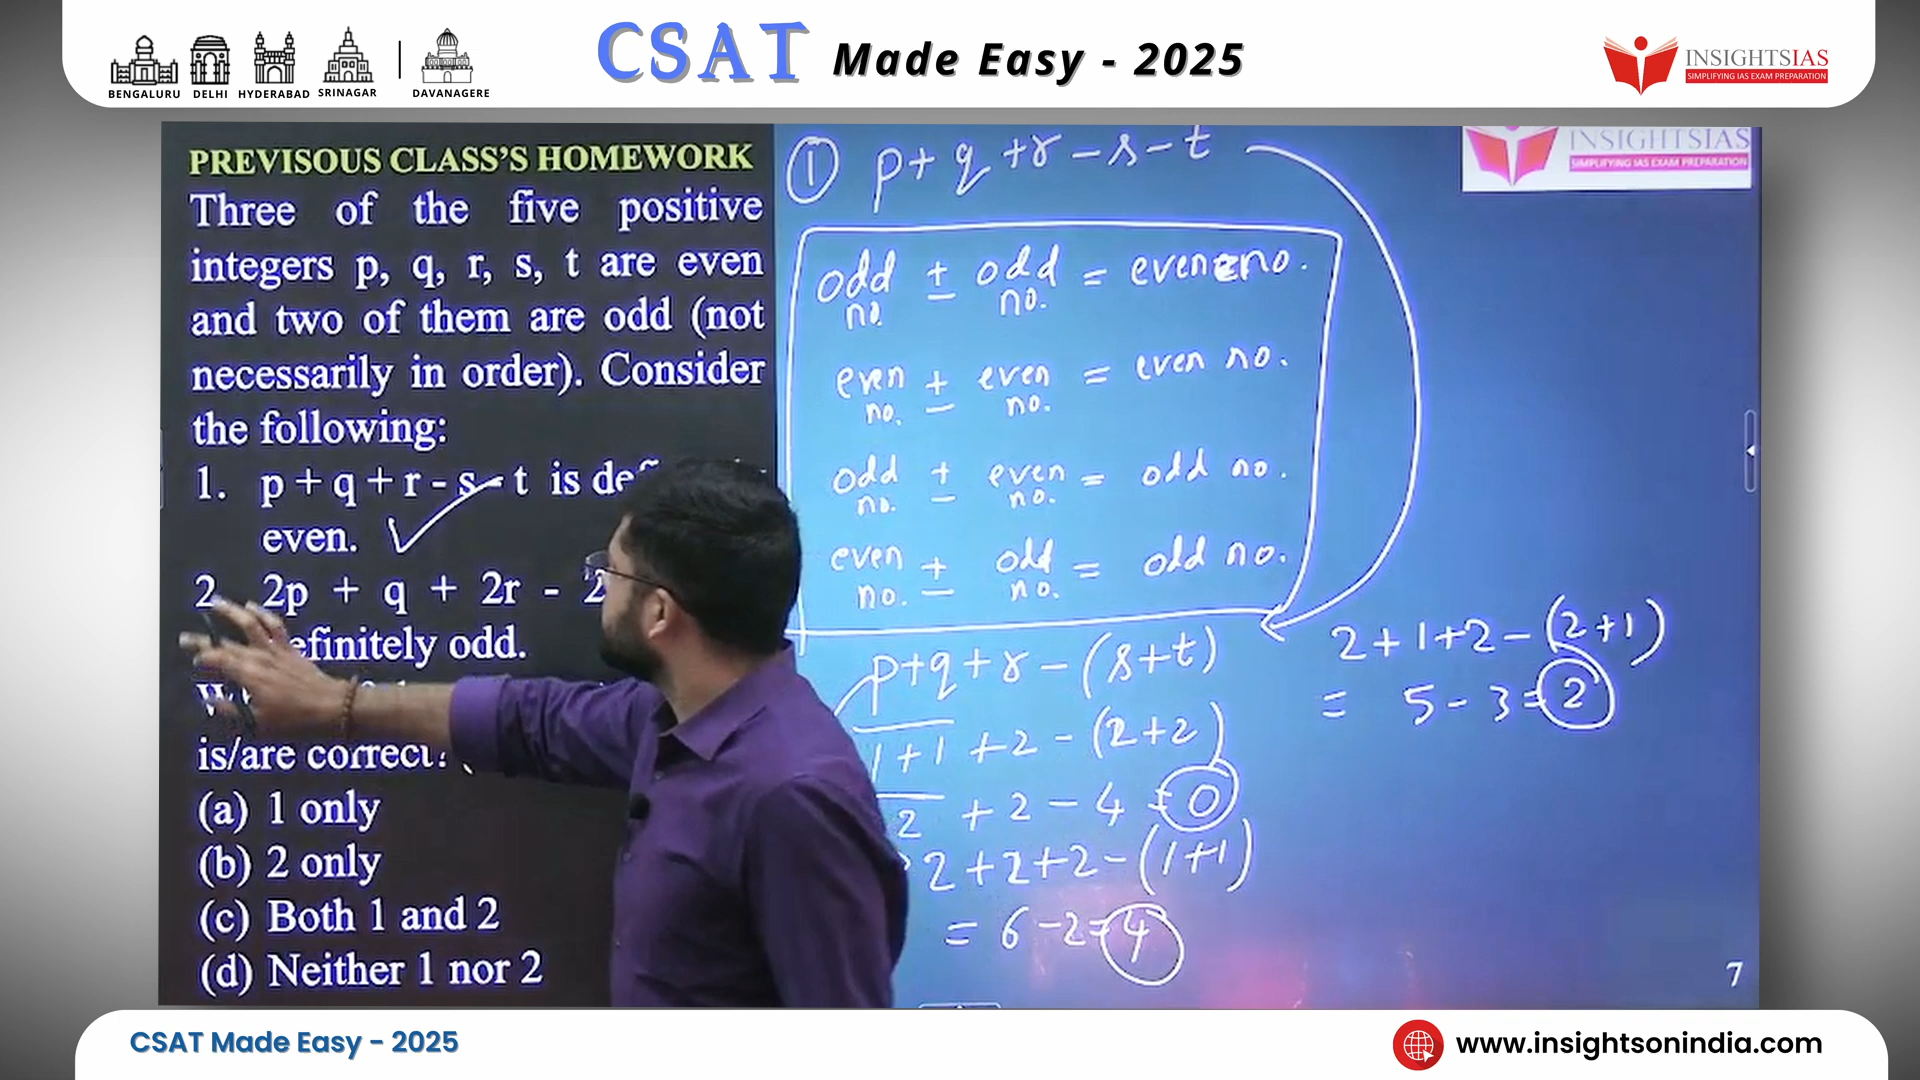 BENGALURU DELHI HYDERABAD SRINAGAR DAVANAGERE
CSAT Made Easy - 2025
INSIGHTSIAS
SIMPLIFYING IAS EXAM PREPARATION
INSIGHTSIAS
SIMPLIFYING IAS EXAM PREPARATION
PREVISOUS CLASS'S HOMEWORK
Three of the five positive
integers p, q, r, s, t are even
and two of them are odd (not
necessarily in order). Consider
the following:
1. p + q + r - s - t is
even.
2. 2p + q + 2r - 2
odd.
is/are
(a) 1 only
(b) 2 only
(c) Both 1 and 2
(d) Neither 1 nor 2
① p + q + r - s - t
odd no. ± odd no. = even no.
even no. ± even no. = even no.
odd no. ± even no. = odd no.
even no. ± odd no. = odd no.
p + q + r - (s + t)
1 + 1 + 2 - (2 + 2)
2 + 2 - 4 = 0
2 + 2 + 2 - (1 + 1)
= 6 - 2 = 4
2 + 1 + 2 - (2 + 1)
= 5 - 3 = 2
7
CSAT Made Easy - 2025
www.insightsonindia.com